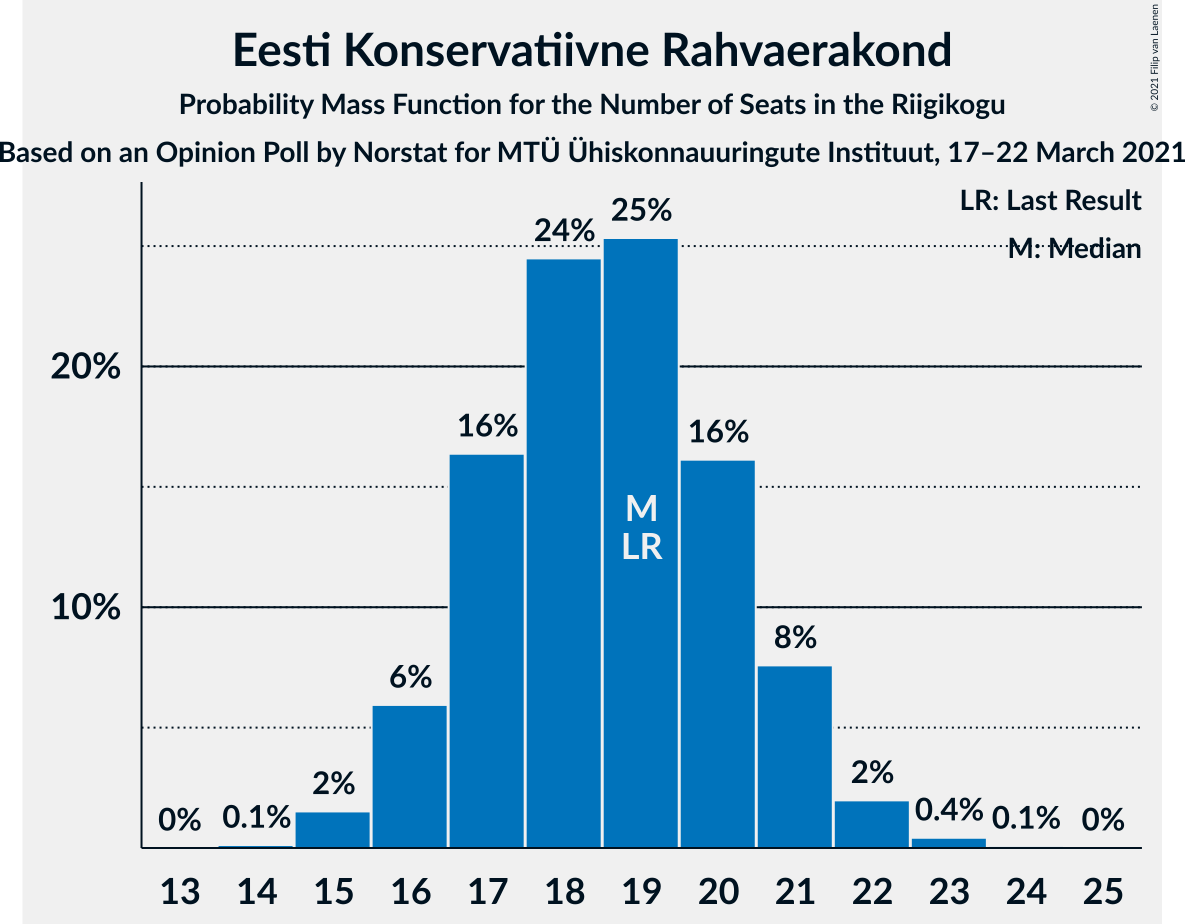 Eesti Konservatiivne Rahvaerakond
Probability Mass Function for the Number of Seats in the Riigikogu
Based on an Opinion Poll by Norstat for MTÜ Ühiskonnauuringute Instituut, 17–22 March 2021
© 2021 Filip van Laenen
LR: Last Result
M: Median
20%
10%
0%
0.1%
2%
6%
16%
24%
25%
16%
8%
2%
0.4%
0.1%
0%
M
LR
13 14 15 16 17 18 19 20 21 22 23 24 25